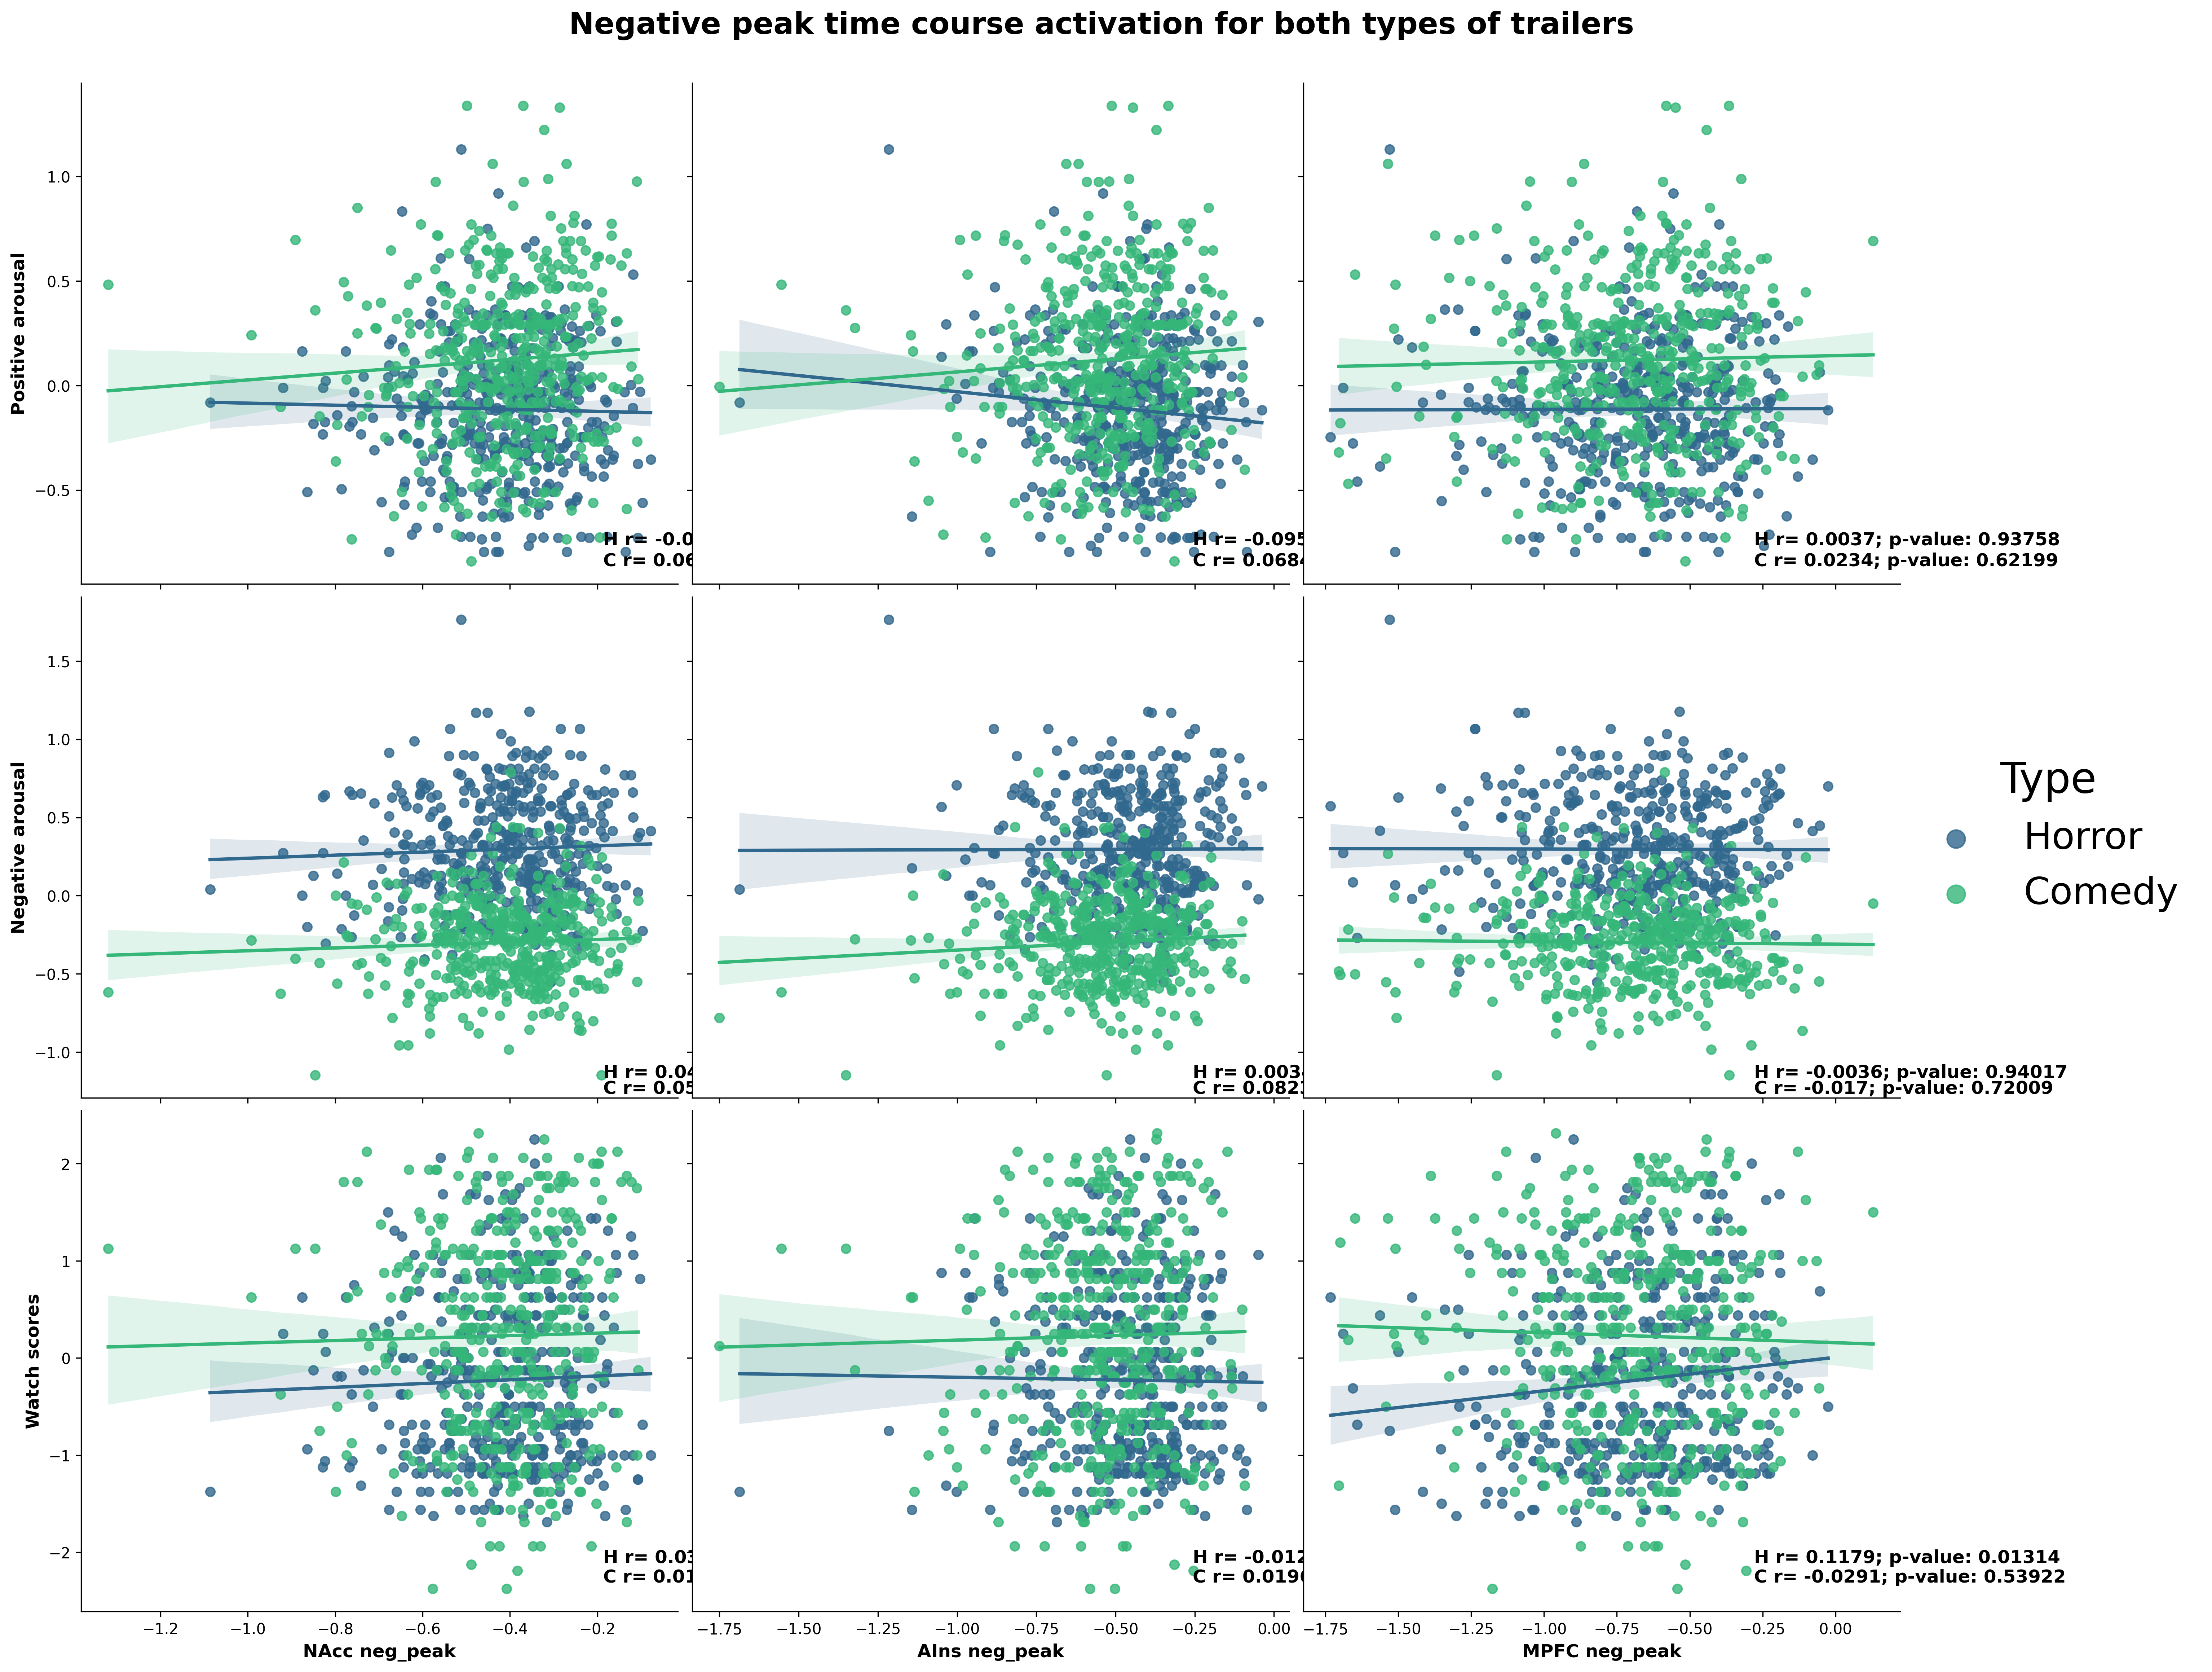 Negative peak time course activation for both types of trailers
Positive arousal
1.0
0.5
0.0
−0.5
H r= -0.0
C r= 0.06
H r= -0.095
C r= 0.068
H r= 0.0037; p-value: 0.93758
C r= 0.0234; p-value: 0.62199
Negative arousal
1.5
1.0
0.5
0.0
−0.5
−1.0
H r= 0.04
C r= 0.05
H r= 0.003
C r= 0.082
H r= -0.0036; p-value: 0.94017
C r= -0.017; p-value: 0.72009
Type
Horror
Comedy
Watch scores
2
1
0
−1
−2
H r= 0.03
C r= 0.01
H r= -0.012
C r= 0.019
H r= 0.1179; p-value: 0.01314
C r= -0.0291; p-value: 0.53922
−1.2 −1.0 −0.8 −0.6 −0.4 −0.2
NAcc neg_peak
−1.75 −1.50 −1.25 −1.00 −0.75 −0.50 −0.25 0.00
AIns neg_peak
−1.75 −1.50 −1.25 −1.00 −0.75 −0.50 −0.25 0.00
MPFC neg_peak